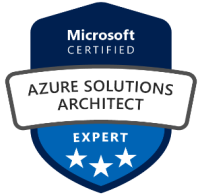 Microsoft
CERTIFIED
AZURE SOLUTIONS
ARCHITECT
EXPERT